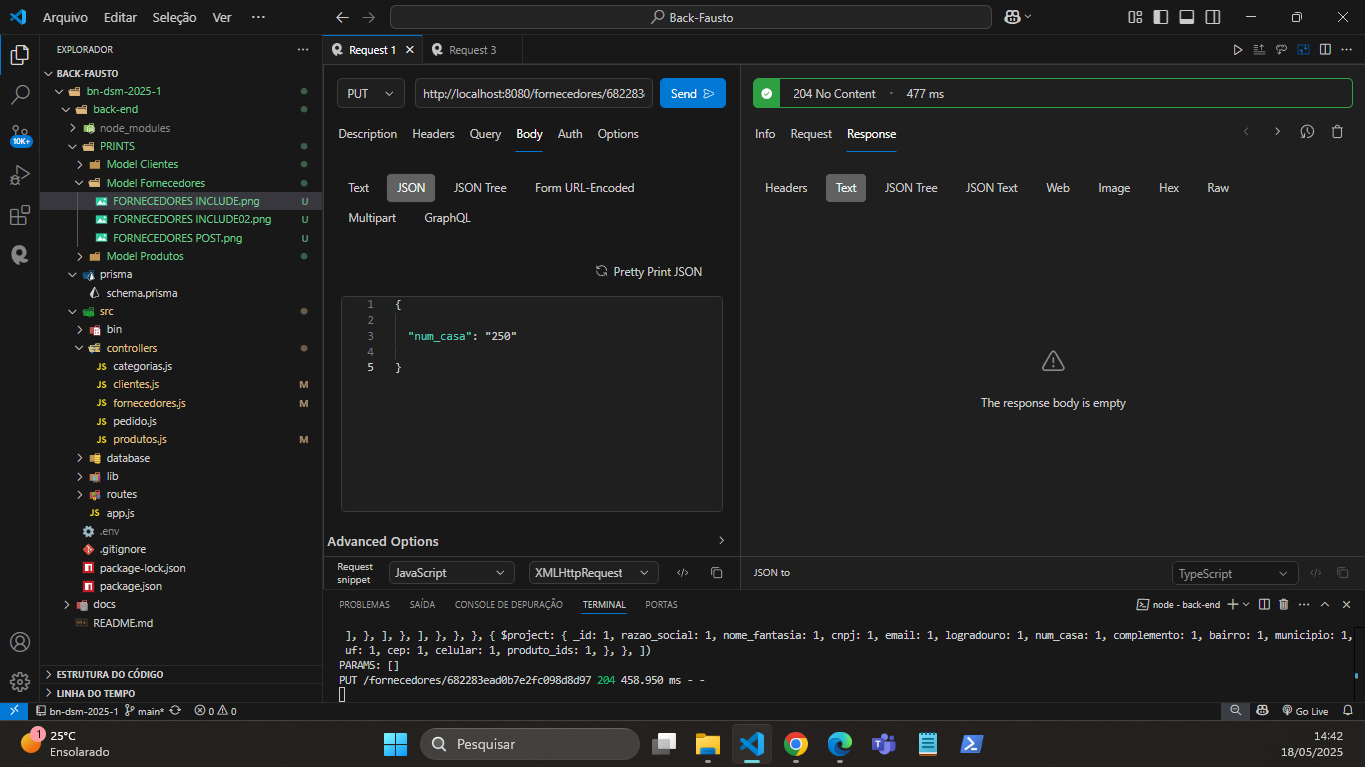 Arquivo Editar Seleção Ver ··· Back-Fausto
EXPLORADOR ···
BACK-FAUSTO
bn-dsm-2025-1
back-end
node_modules
PRINTS
Model Clientes
Model Fornecedores
FORNECEDORES INCLUDE.png U
FORNECEDORES INCLUDE02.png U
FORNECEDORES POST.png U
Model Produtos
prisma
schema.prisma
src
bin
controllers
JS categorias.js
JS clientes.js M
JS fornecedores.js M
JS pedido.js
JS produtos.js M
database
lib
routes
JS app.js
.env
.gitignore
package-lock.json
package.json
docs
README.md
ESTRUTURA DO CÓDIGO
LINHA DO TEMPO
10K+
Request 1 Request 3
PUT http://localhost:8080/fornecedores/682283 Send
Description Headers Query Body Auth Options
Text JSON JSON Tree Form URL-Encoded
Multipart GraphQL
Pretty Print JSON
1 {
2
3 "num_casa": "250"
4
5 }
Advanced Options
Request snippet JavaScript XMLHttpRequest
204 No Content · 477 ms
Info Request Response
Headers Text JSON Tree JSON Text Web Image Hex Raw
The response body is empty
JSON to TypeScript
PROBLEMAS SAÍDA CONSOLE DE DEPURAÇÃO TERMINAL PORTAS node - back-end
], }, ], }, ], }, }, }, { $project: { _id: 1, razao_social: 1, nome_fantasia: 1, cnpj: 1, email: 1, logradouro: 1, num_casa: 1, complemento: 1, bairro: 1, municipio: 1,
uf: 1, cep: 1, celular: 1, produto_ids: 1, }, }, ])
PARAMS: []
PUT /fornecedores/682283ead0b7e2fc098d8d97 204 458.950 ms - -
bn-dsm-2025-1 main* 0 0 Go Live
1 25°C
Ensolarado
Pesquisar
14:42
18/05/2025